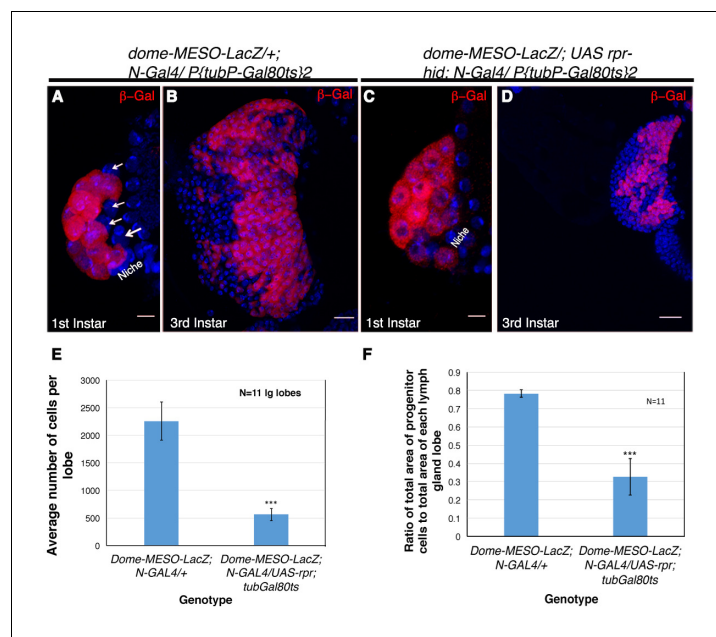 dome-MESO-LacZ/+;
N-Gal4/ P{tubP-Gal80ts}2
dome-MESO-LacZ/; UAS rpr-
hid; N-Gal4/ P{tubP-Gal80ts}2
A
β-Gal
Niche
1st Instar
B
β-Gal
3rd Instar
C
β-Gal
Niche
1st Instar
D
β-Gal
3rd Instar
E
Average number of cells per
lobe
3000
2500
2000
1500
1000
500
0
N=11 lg lobes
***
Dome-MESO-LacZ;
N-GAL4/+
Dome-MESO-LacZ;
N-GAL4/UAS-rpr;
tubGal80ts
Genotype
F
Ratio of total area of progenitor
cells to total area of each lymph
gland lobe
0.9
0.8
0.7
0.6
0.5
0.4
0.3
0.2
0.1
0
N=11
***
Dome-MESO-LacZ;
N-GAL4/+
Dome-MESO-LacZ;
N-GAL4/UAS-rpr;
tubGal80ts
Genotype